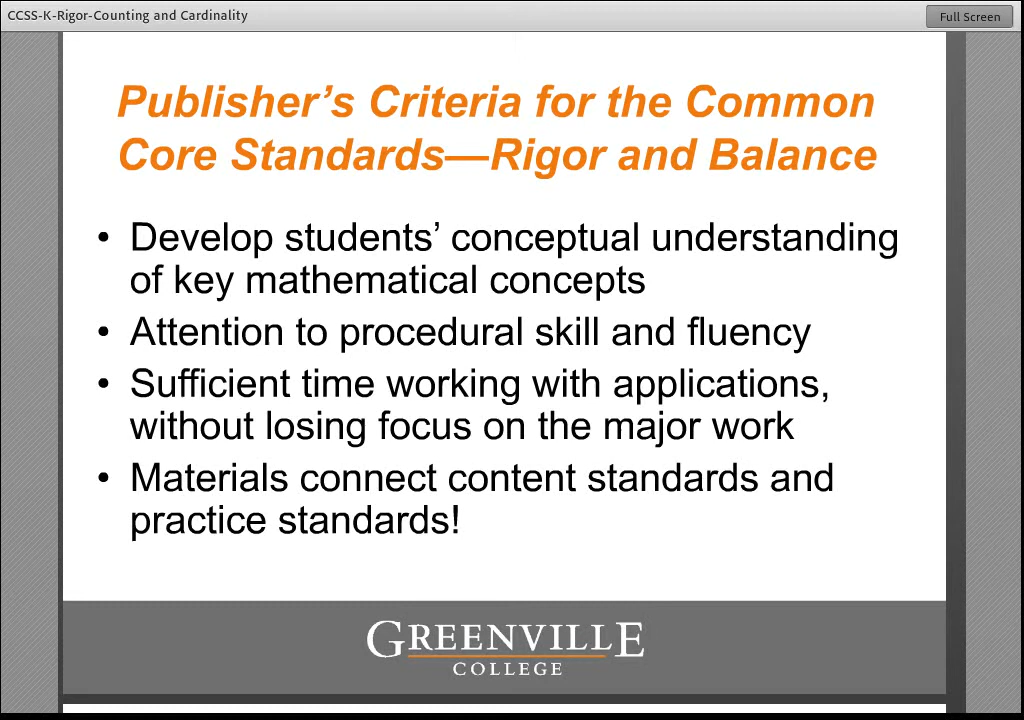 CCSS-K-Rigor-Counting and Cardinality
Full Screen
Publisher’s Criteria for the Common
Core Standards—Rigor and Balance
• Develop students’ conceptual understanding
of key mathematical concepts
• Attention to procedural skill and fluency
• Sufficient time working with applications,
without losing focus on the major work
• Materials connect content standards and
practice standards!
GREENVILLE
COLLEGE